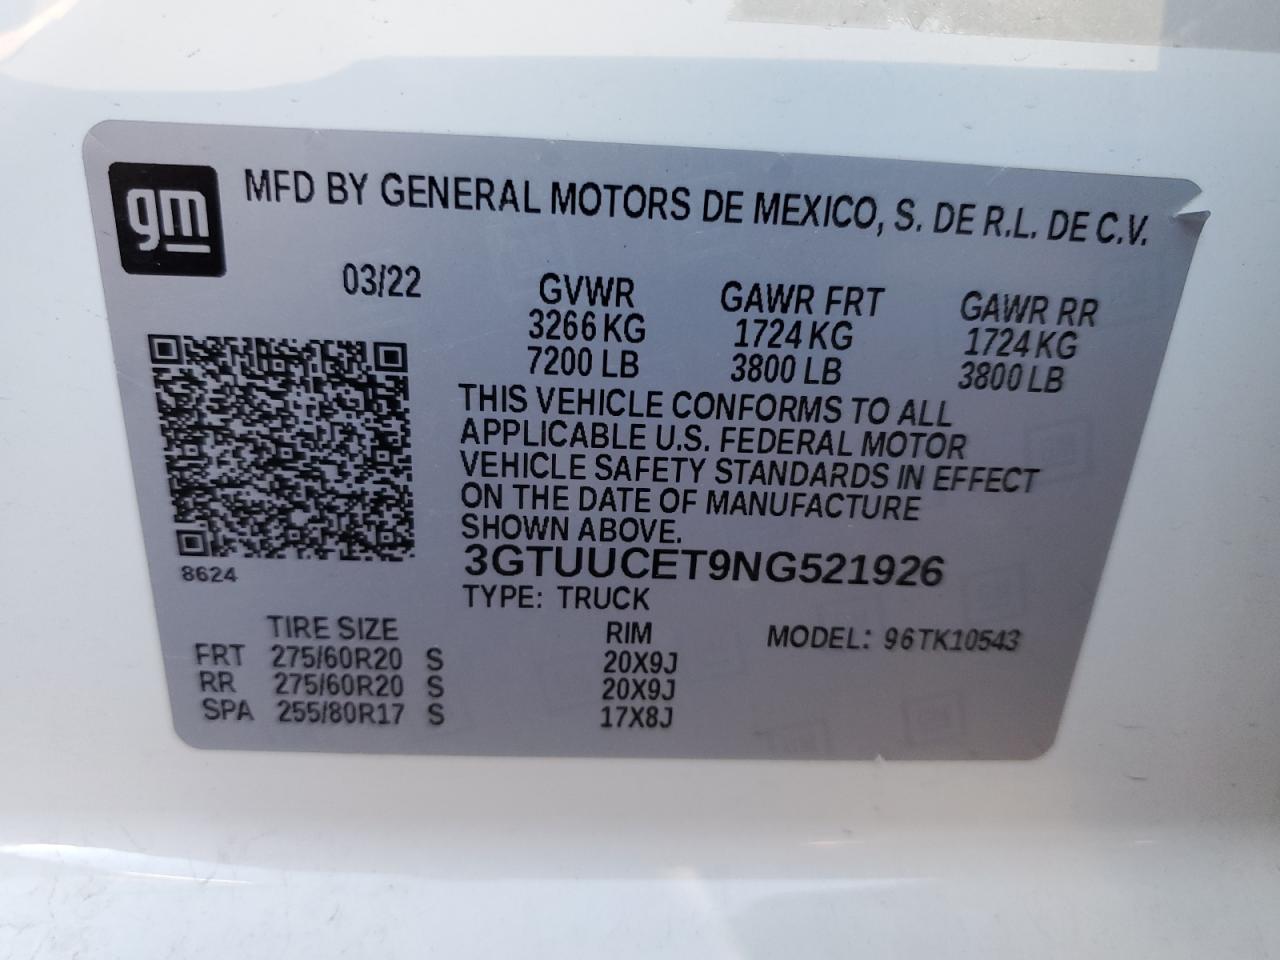 gm
MFD BY GENERAL MOTORS DE MEXICO, S. DE R.L. DE C.V.
03/22 GVWR GAWR FRT GAWR RR
3266 KG 1724 KG 1724 KG
7200 LB 3800 LB 3800 LB
THIS VEHICLE CONFORMS TO ALL
APPLICABLE U.S. FEDERAL MOTOR
VEHICLE SAFETY STANDARDS IN EFFECT
ON THE DATE OF MANUFACTURE
SHOWN ABOVE.
8624
3GTUUCET9NG521926
TYPE: TRUCK
TIRE SIZE RIM MODEL: 96TK10543
FRT 275/60R20 S 20X9J
RR 275/60R20 S 20X9J
SPA 255/80R17 S 17X8J